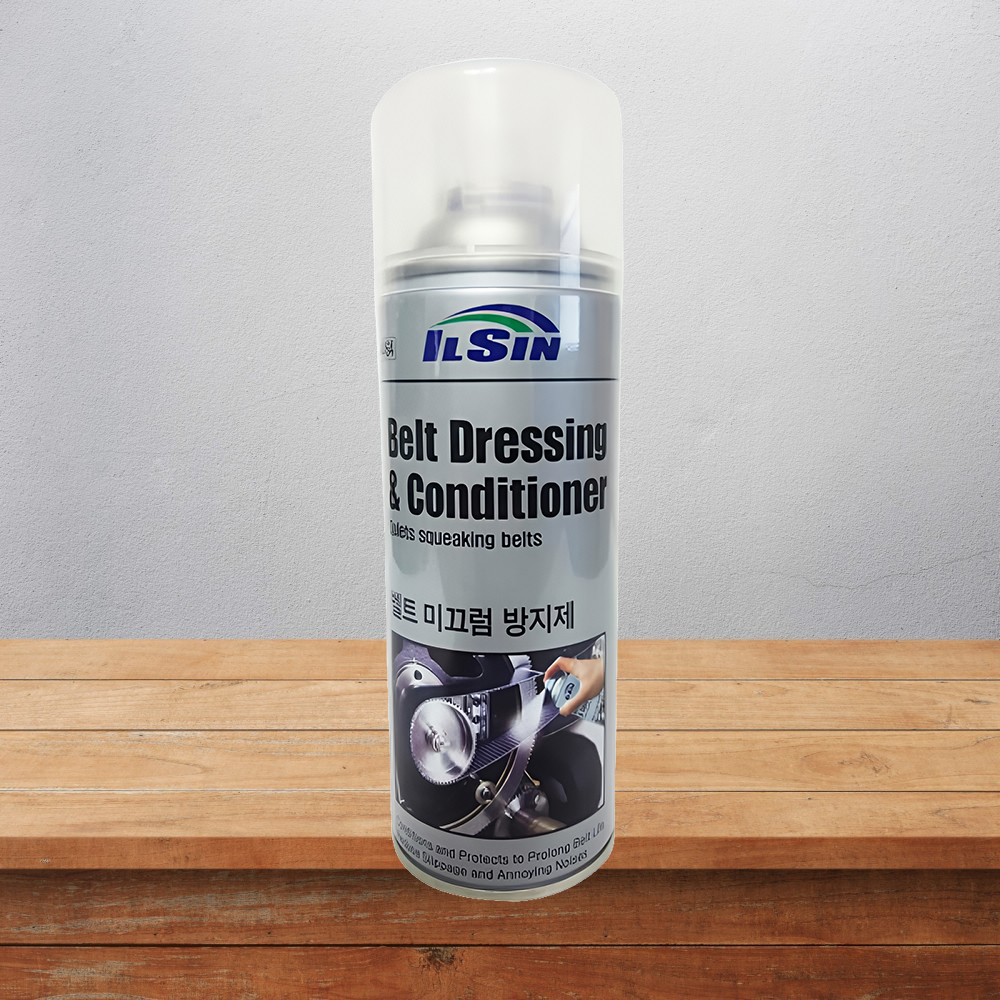 ILSIN
Belt Dressing
& Conditioner
Quiets squeaking belts
벨트 미끄럼 방지제
and Protects to Prolong Belt Life
Slippage and Annoying Noises